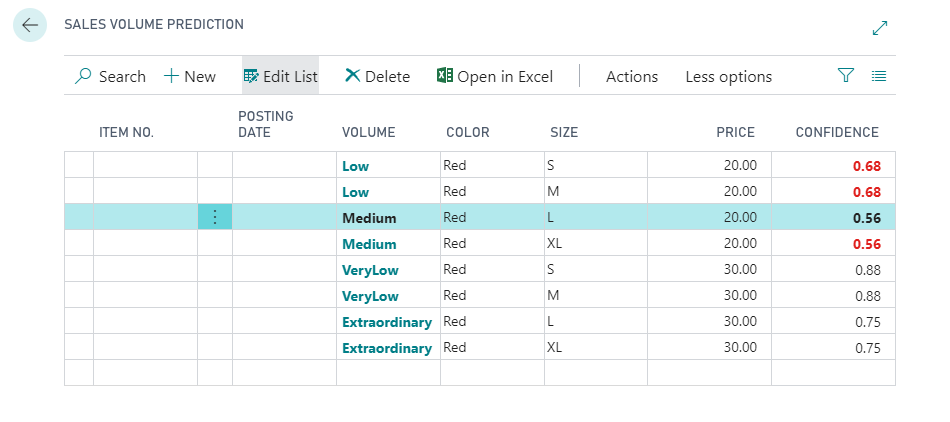 SALES VOLUME PREDICTION
Search New Edit List Delete Open in Excel Actions Less options
ITEM NO. POSTING DATE VOLUME COLOR SIZE PRICE CONFIDENCE
Low Red S 20.00 0.68
Low Red M 20.00 0.68
Medium Red L 20.00 0.56
Medium Red XL 20.00 0.56
VeryLow Red S 30.00 0.88
VeryLow Red M 30.00 0.88
Extraordinary Red L 30.00 0.75
Extraordinary Red XL 30.00 0.75